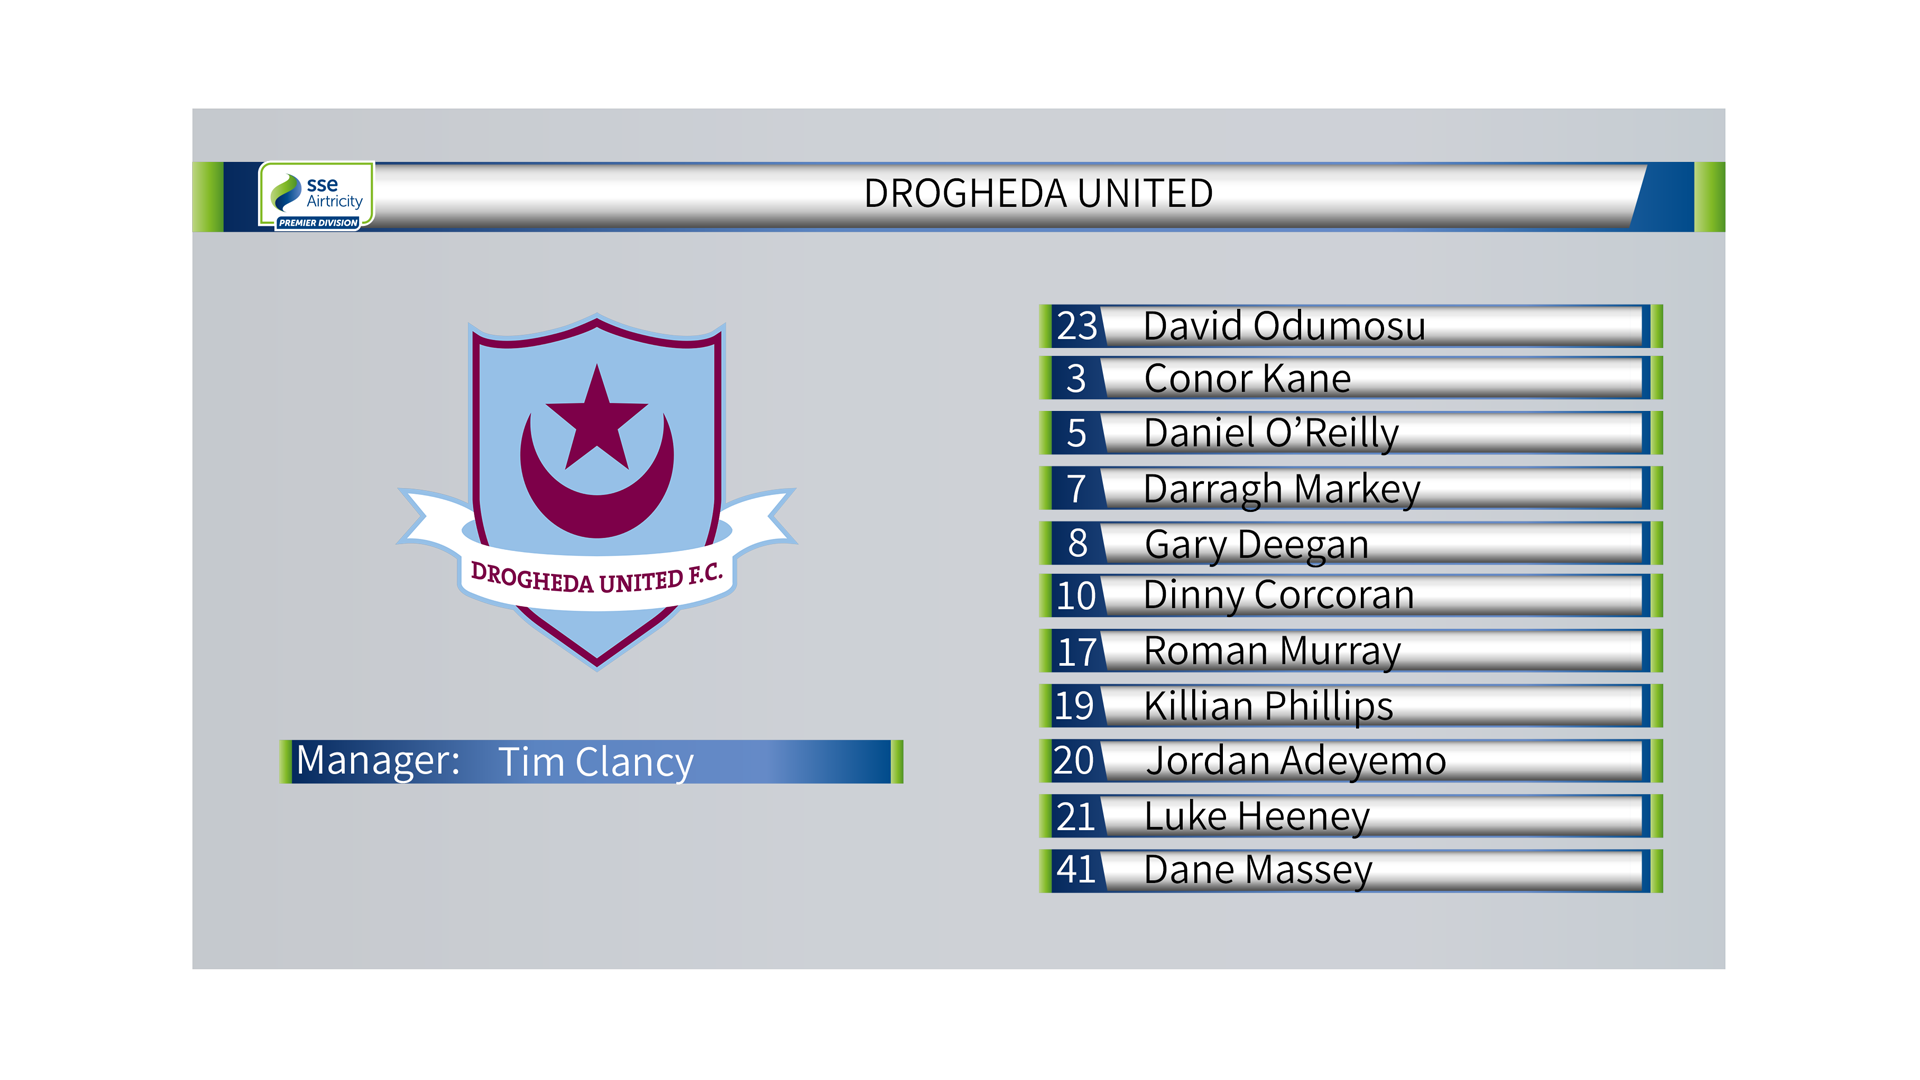 sse
Airtricity
PREMIER DIVISION
DROGHEDA UNITED
DROGHEDA UNITED F.C.
Manager: Tim Clancy
23 David Odumosu
3 Conor Kane
5 Daniel O’Reilly
7 Darragh Markey
8 Gary Deegan
10 Dinny Corcoran
17 Roman Murray
19 Killian Phillips
20 Jordan Adeyemo
21 Luke Heeney
41 Dane Massey